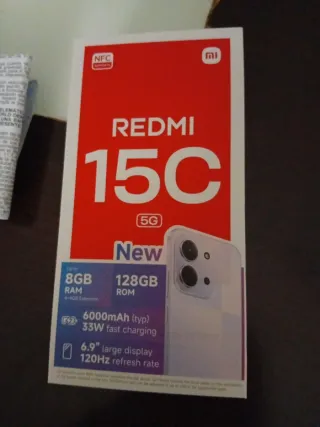 NFC
mi
REDMI
15C
5G
New
8GB 128GB
RAM ROM
6000mAh (typ)
33W fast charging
6.9" large display
120Hz refresh rate